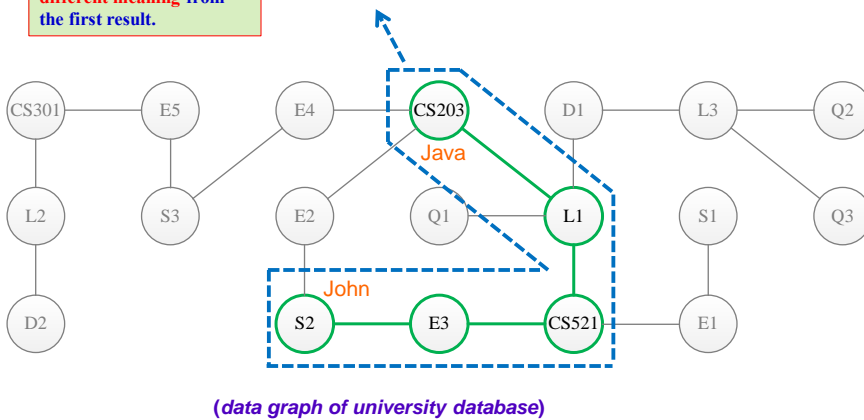 different meaning from
the first result.
CS301 E5 E4 CS203 D1 L3 Q2
Java
L2 S3 E2 Q1 L1 S1 Q3
John
D2 S2 E3 CS521 E1
(data graph of university database)